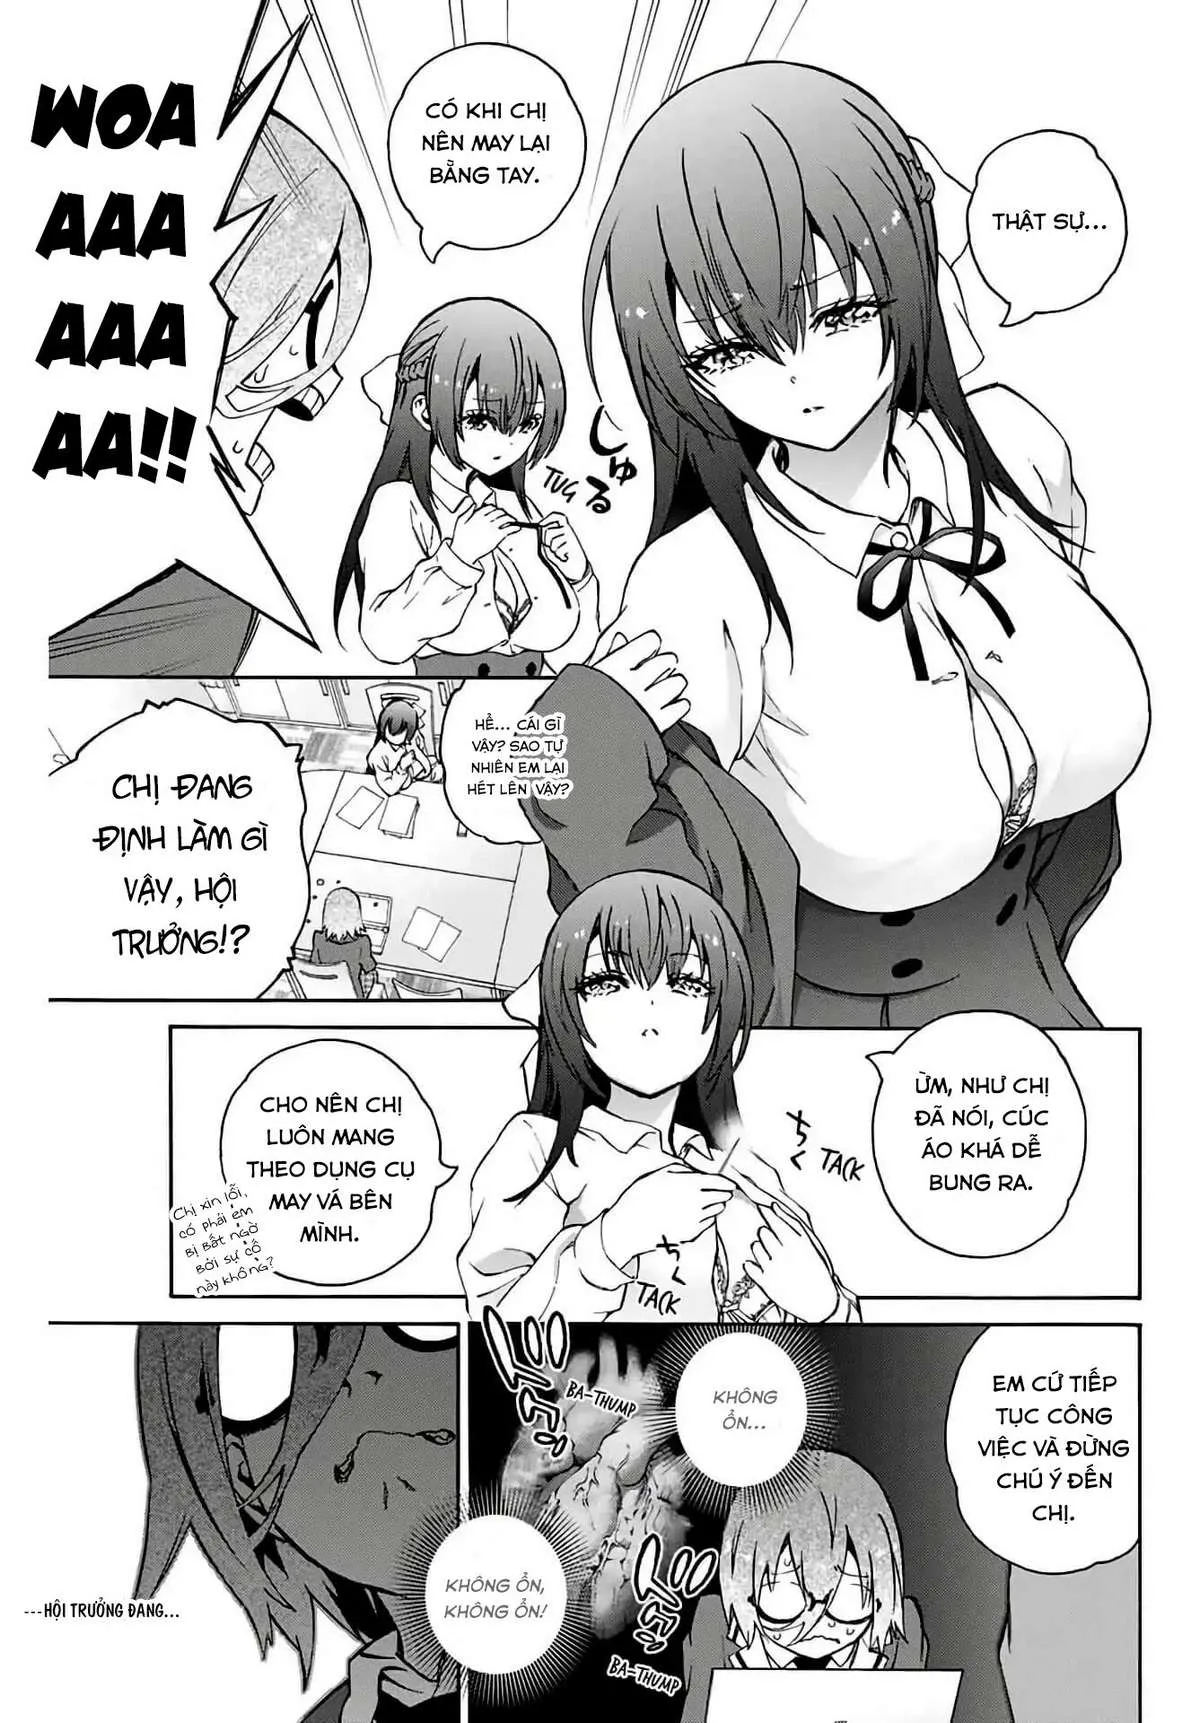 THẬT SỰ...
CÓ KHI CHỊ
NÊN MAY LẠI
BẰNG TAY.
しゅる
TUG
WOA
AAA
AAA
AA!!
HỂ... CÁI GÌ
VẬY? SAO TỰ
NHIÊN EM LẠI
HÉT LÊN VẬY?
CHỊ ĐANG
ĐỊNH LÀM GÌ
VẬY, HỘI
TRƯỞNG!?
ỪM, NHƯ CHỊ
ĐÃ NÓI, CÚC
ÁO KHÁ DỄ
BUNG RA.
ちく
TACK
ちく
TACK
CHO NÊN CHỊ
LUÔN MANG
THEO DỤNG CỤ
MAY VÁ BÊN
MÌNH.
Chị xin lỗi,
có phải em
bị bất ngờ
bởi sự cố
này không?
EM CỨ TIẾP
TỤC CÔNG
VIỆC VÀ ĐỪNG
CHÚ Ý ĐẾN
CHỊ.
KHÔNG
ỔN...
BA-THUMP
KHÔNG ỔN,
KHÔNG ỔN!
BA-THUMP
---HỘI TRƯỞNG ĐANG...